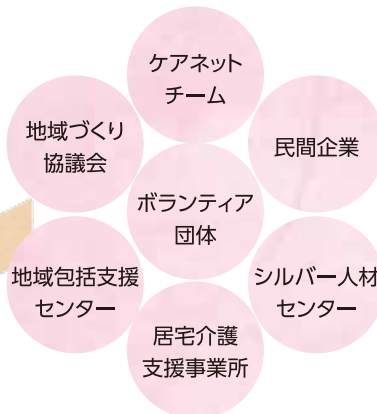 ケアネット
チーム
地域づくり
協議会
民間企業
ボランティア
団体
地域包括支援
センター
シルバー人材
センター
居宅介護
支援事業所